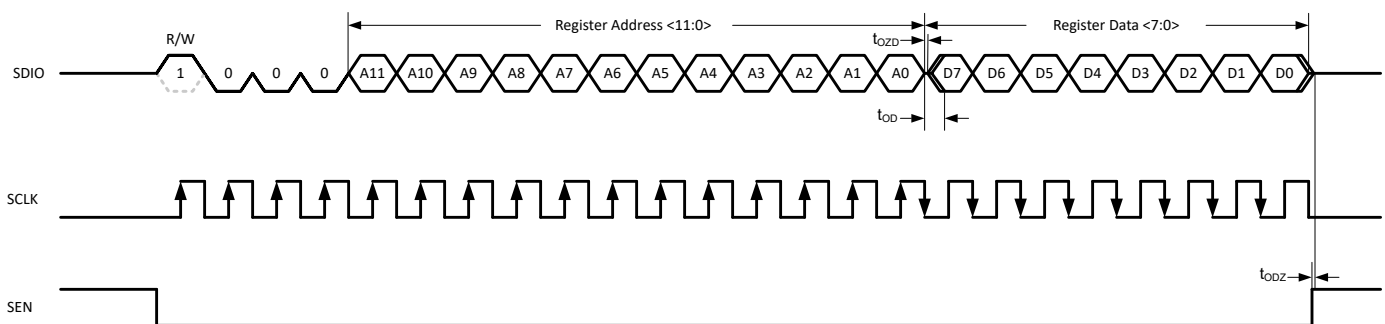 Register Address <11:0>
Register Data <7:0>
R/W
tOZD
SDIO
1 0 0 0 A11 A10 A9 A8 A7 A6 A5 A4 A3 A2 A1 A0 D7 D6 D5 D4 D3 D2 D1 D0
tOD
SCLK
tODZ
SEN